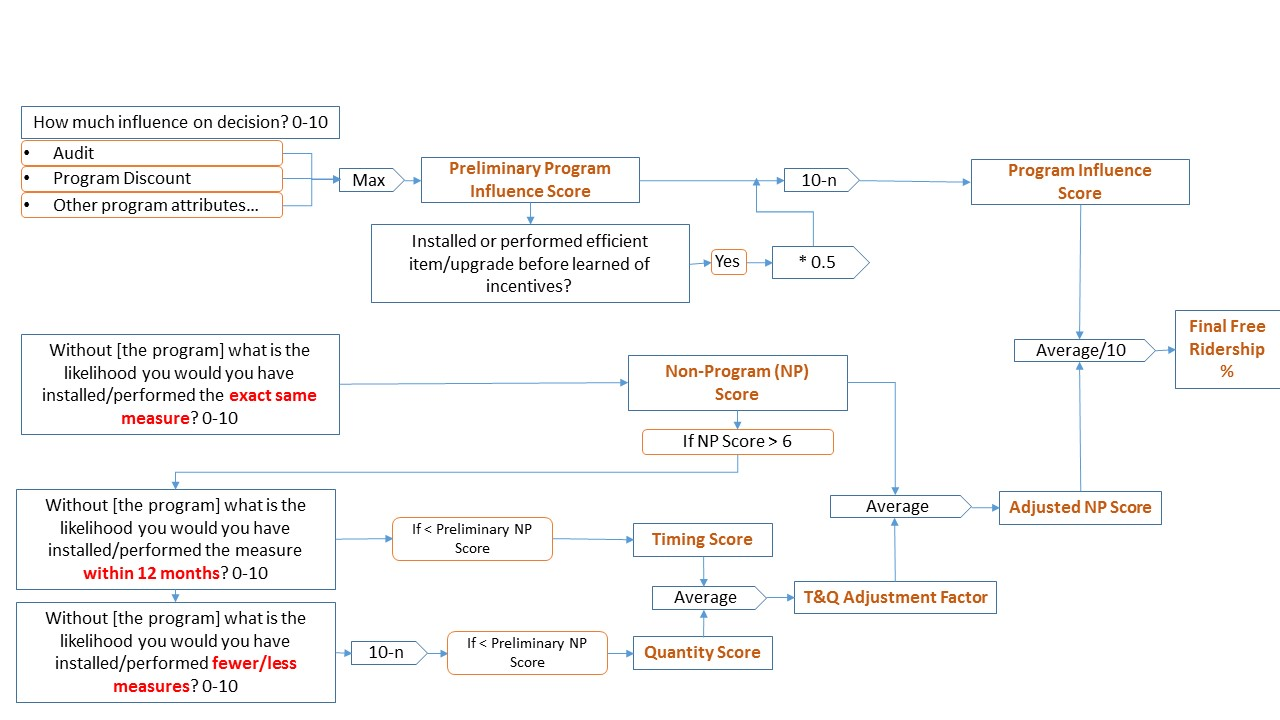 How much influence on decision? 0-10
• Audit
• Program Discount
• Other program attributes...
Max
Preliminary Program
Influence Score
10-n
Program Influence
Score
Installed or performed efficient
item/upgrade before learned of
incentives?
Yes
* 0.5
Final Free
Ridership
%
Average/10
Without [the program] what is the
likelihood you would you have
installed/performed the exact same
measure? 0-10
Non-Program (NP)
Score
If NP Score > 6
Without [the program] what is the
likelihood you would you have
installed/performed the measure
within 12 months? 0-10
If < Preliminary NP
Score
Timing Score
Average
Adjusted NP Score
Average
T&Q Adjustment Factor
Without [the program] what is the
likelihood you would you have
installed/performed fewer/less
measures? 0-10
10-n
If < Preliminary NP
Score
Quantity Score